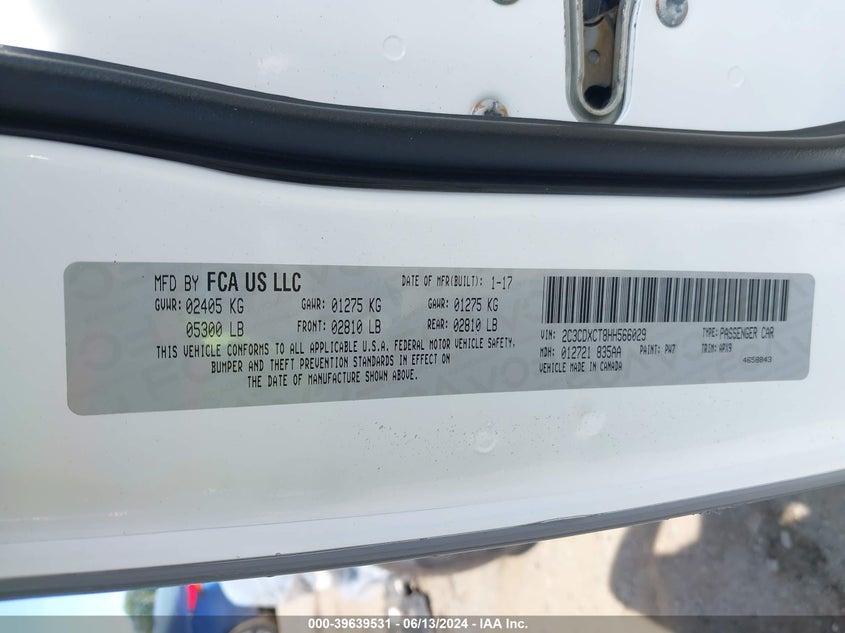 MFD BY FCA US LLC DATE OF MFR(BUILT): 1-17
GVWR: 02405 KG GAWR: 01275 KG GAWR: 01275 KG
05300 LB FRONT: 02810 LB REAR: 02810 LB
THIS VEHICLE CONFORMS TO ALL APPLICABLE U.S.A. FEDERAL MOTOR VEHICLE SAFETY,
BUMPER AND THEFT PREVENTION STANDARDS IN EFFECT ON
THE DATE OF MANUFACTURE SHOWN ABOVE.
VIN: 2C3CDXCT8HH566029 TYPE: PASSENGER CAR
MDH: 012721 835AA PAINT: PW7 TRIM: APX9
VEHICLE MADE IN CANADA 4658843
000-39639531 - 06/13/2024 - IAA Inc.